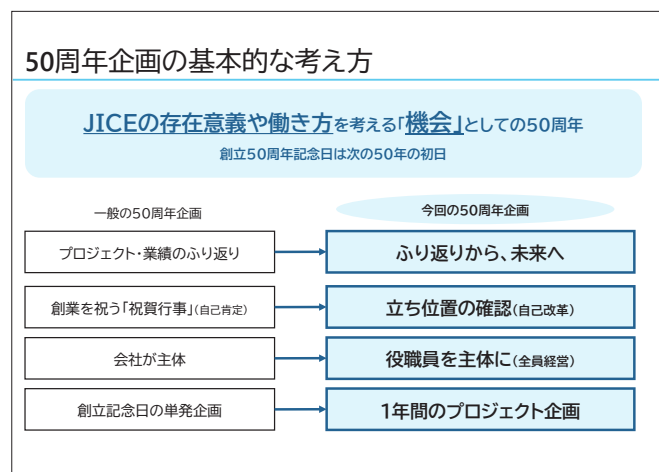 50周年企画の基本的な考え方
JICEの存在意義や働き方を考える「機会」としての50周年
創立50周年記念日は次の50年の初日
一般の50周年企画
今回の50周年企画
プロジェクト・業績のふり返り
ふり返りから、未来へ
創業を祝う「祝賀行事」(自己肯定)
立ち位置の確認(自己改革)
会社が主体
役職員を主体に(全員経営)
創立記念日の単発企画
1年間のプロジェクト企画